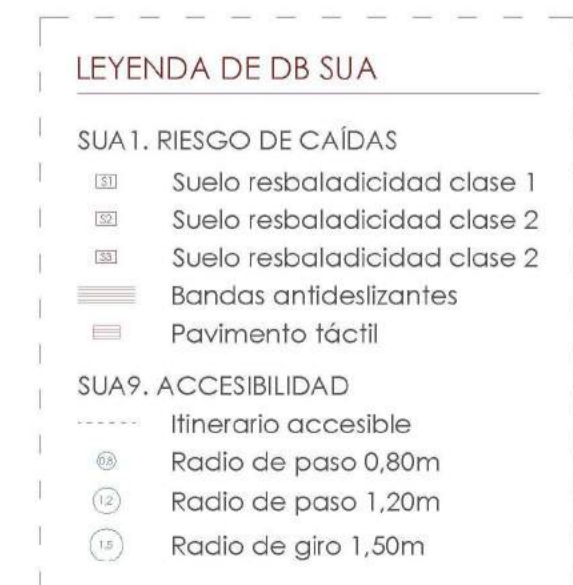 LEYENDA DE DB SUA
SUA1. RIESGO DE CAÍDAS
S1 Suelo resbaladicidad clase 1
S2 Suelo resbaladicidad clase 2
S3 Suelo resbaladicidad clase 2
Bandas antideslizantes
Pavimento táctil
SUA9. ACCESIBILIDAD
Itinerario accesible
0,8 Radio de paso 0,80m
1,2 Radio de paso 1,20m
1,5 Radio de giro 1,50m